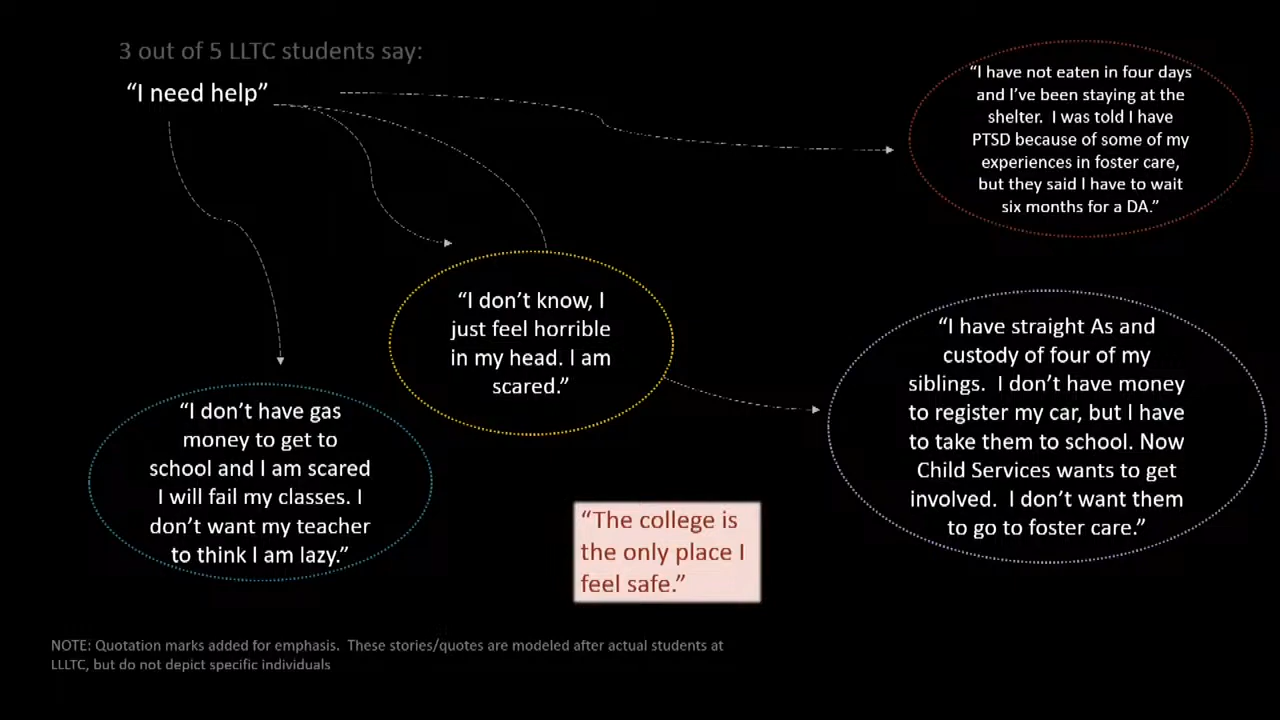 3 out of 5 LLTC students say:
“I need help”
“I have not eaten in four days
and I’ve been staying at the
shelter.  I was told I have
PTSD because of some of my
experiences in foster care,
but they said I have to wait
six months for a DA.”
“I don’t know, I
just feel horrible
in my head. I am
scared.”
“I have straight As and
custody of four of my
siblings.  I don’t have money
to register my car, but I have
to take them to school. Now
Child Services wants to get
involved.  I don’t want them
to go to foster care.”
“I don’t have gas
money to get to
school and I am scared
I will fail my classes. I
don’t want my teacher
to think I am lazy.”
“The college is
the only place I
feel safe.”
NOTE: Quotation marks added for emphasis.  These stories/quotes are modeled after actual students at
LLLTC, but do not depict specific individuals